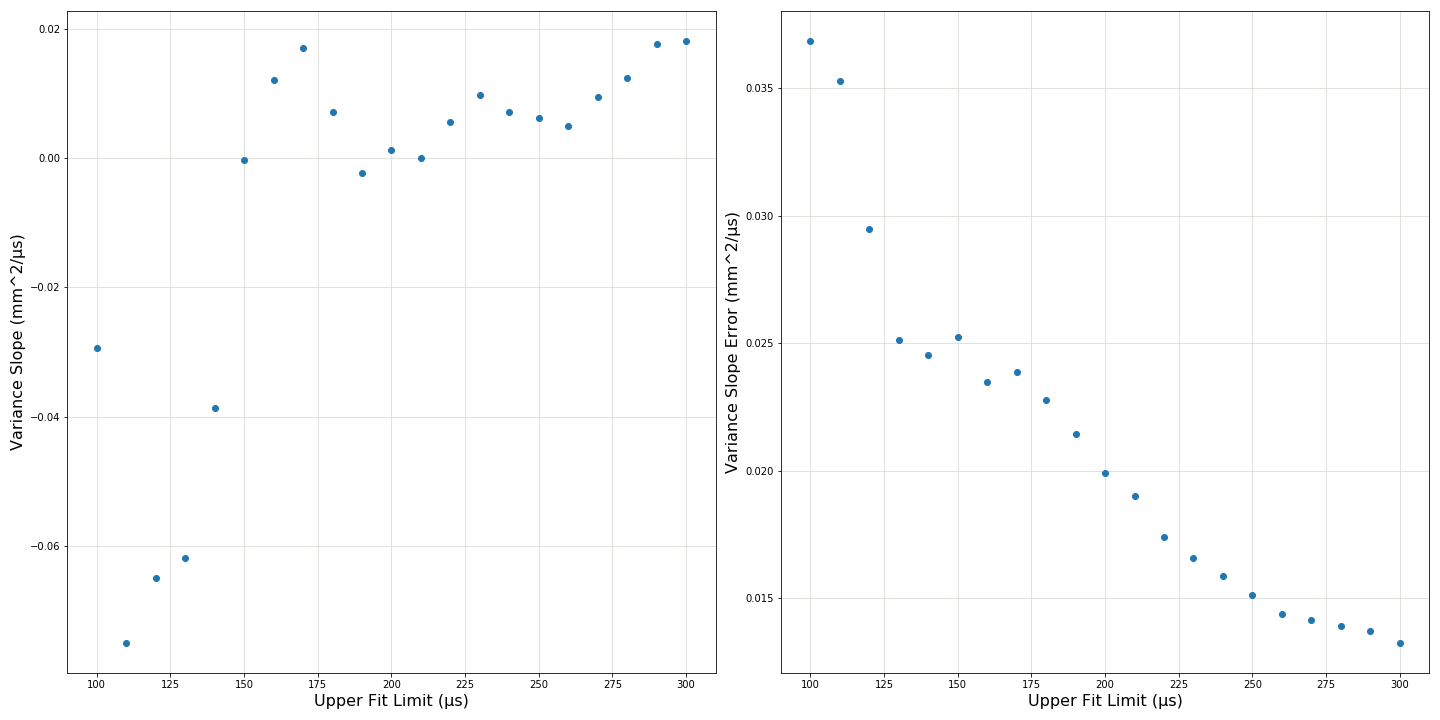 0.02
0.00
−0.02
−0.04
−0.06
Variance Slope (mm^2/μs)
100 125 150 175 200 225 250 275 300
Upper Fit Limit (μs)
0.035
0.030
0.025
0.020
0.015
Variance Slope Error (mm^2/μs)
100 125 150 175 200 225 250 275 300
Upper Fit Limit (μs)